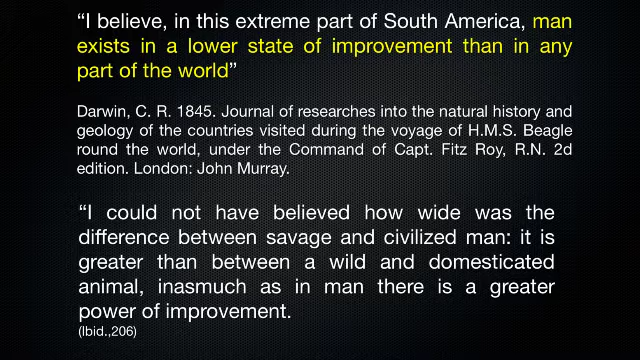 “I believe, in this extreme part of South America, man
exists in a lower state of improvement than in any
part of the world”
Darwin, C. R. 1845. Journal of researches into the natural history and
geology of the countries visited during the voyage of H.M.S. Beagle
round the world, under the Command of Capt. Fitz Roy, R.N. 2d
edition. London: John Murray.
“I could not have believed how wide was the
difference between savage and civilized man: it is
greater than between a wild and domesticated
animal, inasmuch as in man there is a greater
power of improvement.
(Ibid.,206)